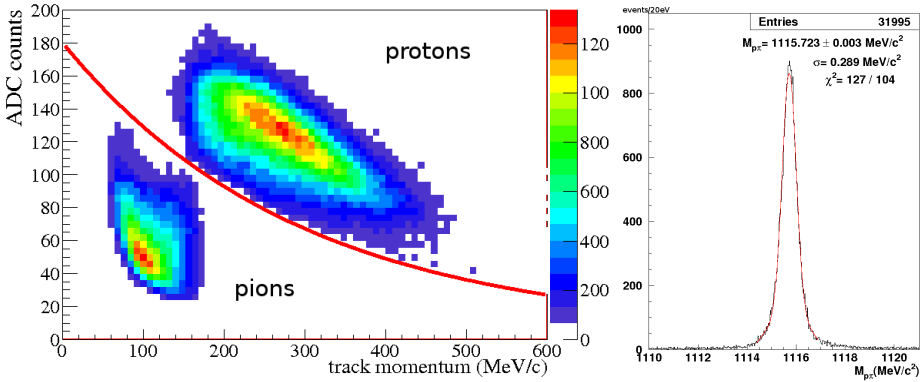 ADC counts
200
180
160
140
120
100
80
60
40
20
0
protons
pions
0 100 200 300 400 500 600
track momentum (MeV/c)
120
100
800
600
400
200
0
events/20eV
Entries 31995
M_pπ= 1115.723 ± 0.003 MeV/c²
σ= 0.289 MeV/c²
χ²= 127 / 104
1000
800
600
400
200
0
1110 1112 1114 1116 1118 1120
M_pπ(MeV/c²)